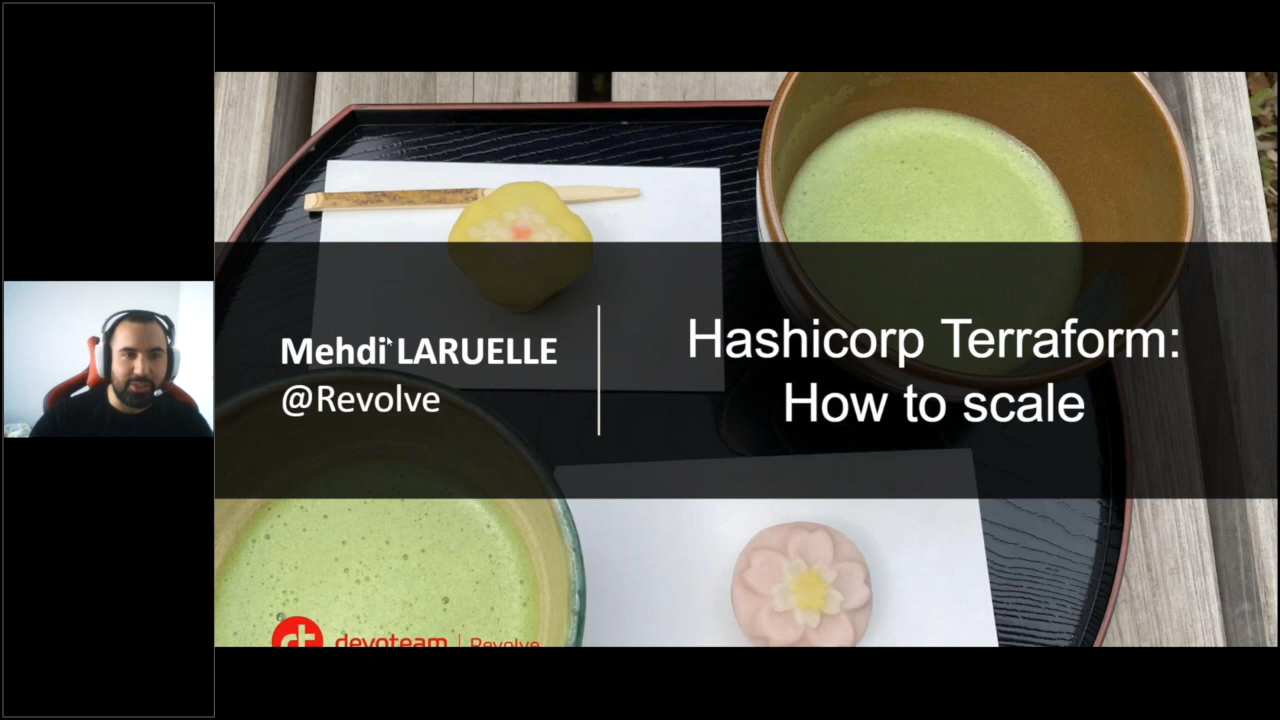 Mehdi LARUELLE
@Revolve
Hashicorp Terraform:
How to scale
devoteam | Revolve